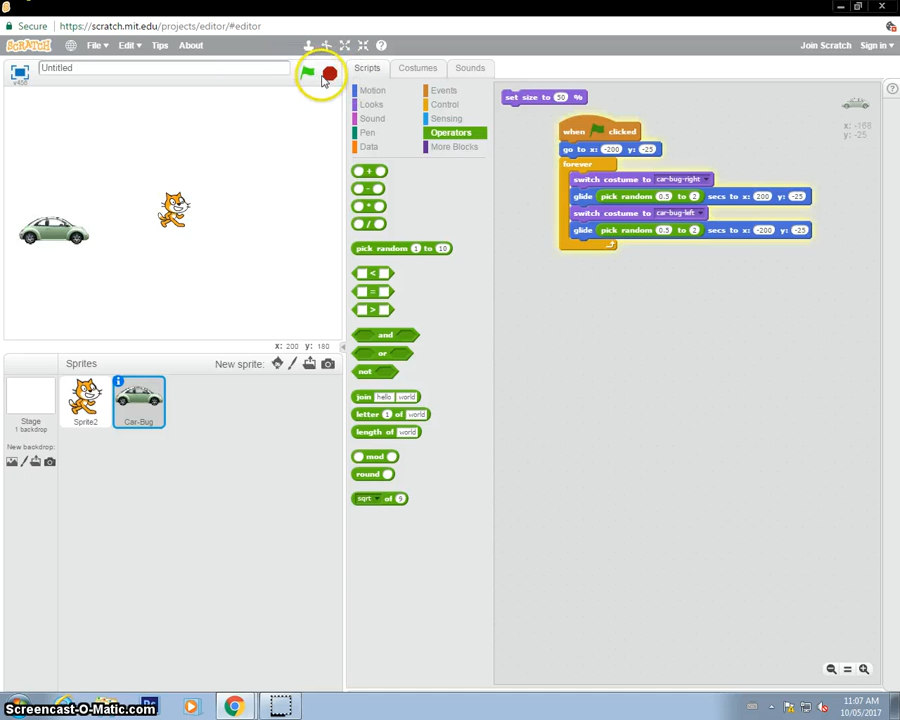 Secure https://scratch.mit.edu/projects/editor/#editor
SCRATCH File Edit Tips About Join Scratch Sign in
Untitled
v456
Scripts Costumes Sounds
Motion Events
Looks Control
Sound Sensing
Pen Operators
Data More Blocks
+
-
*
/
pick random 1 to 10
<
=
>
and
or
not
join hello world
letter 1 of world
length of world
mod
round
sqrt of 9
set size to 50 %
when clicked
go to x: -200 y: -25
forever
switch costume to car-bug-right
glide pick random 0.5 to 2 secs to x: 200 y: -25
switch costume to car-bug-left
glide pick random 0.5 to 2 secs to x: -200 y: -25
x: -168
y: -25
x: 200 y: 180
Sprites New sprite:
Stage
1 backdrop
New backdrop:
Sprite2
Car-Bug
Screencast-O-Matic.com
11:07 AM
10/05/2017